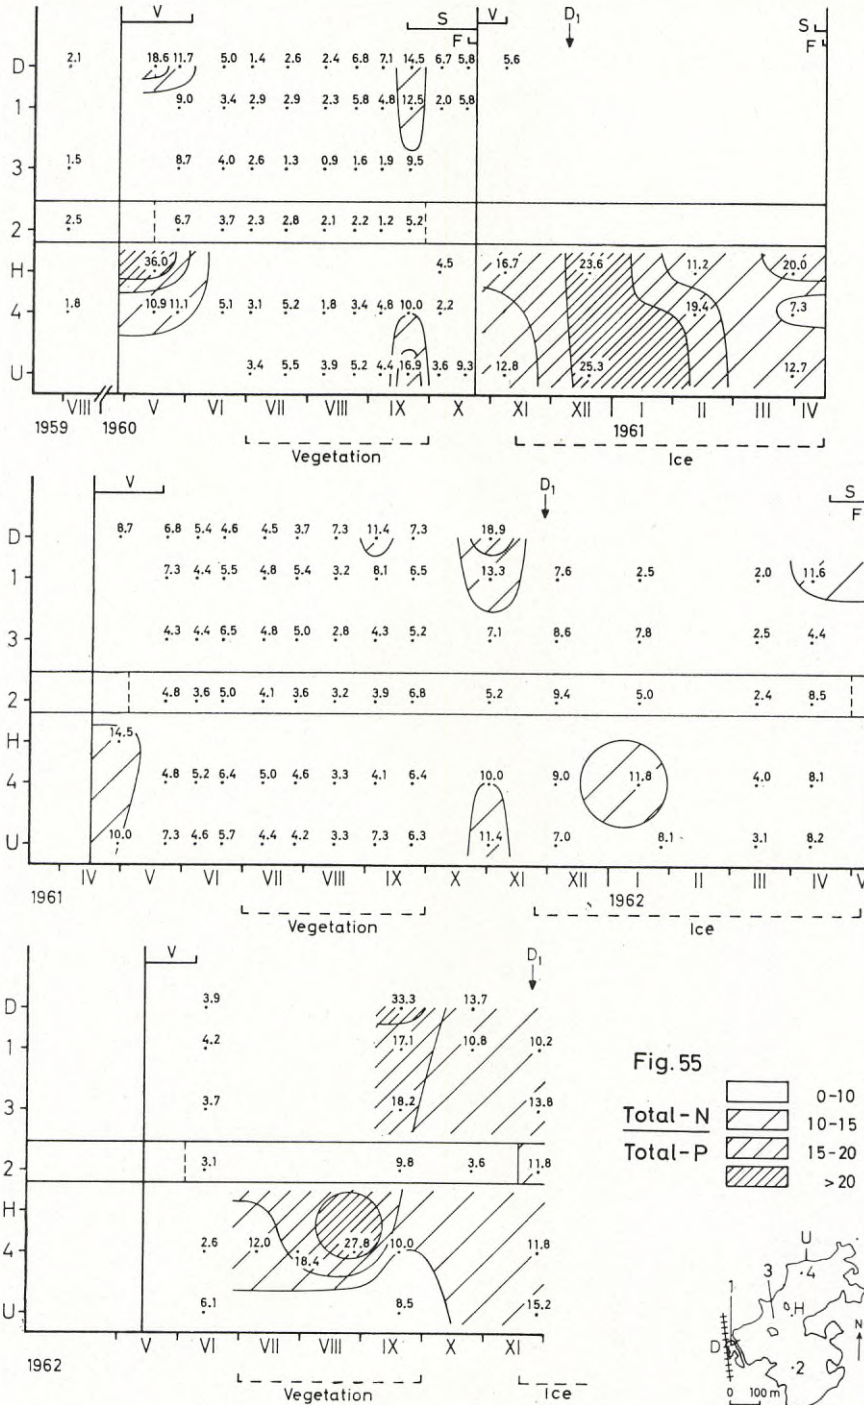 V S V D₁ S
F F
D 2.1 18.6 11.7 5.0 1.4 2.6 2.4 6.8 7.1 14.5 6.7 5.8 5.6
1 9.0 3.4 2.9 2.9 2.3 5.8 4.8 12.5 2.0 5.8
3 1.5 8.7 4.0 2.6 1.3 0.9 1.6 1.9 9.5
2 2.5 6.7 3.7 2.3 2.8 2.1 2.2 1.2 5.2
H 36.0 4.5 16.7 23.6 11.2 20.0
4 1.8 10.9 11.1 5.1 3.1 5.2 1.8 3.4 4.8 10.0 2.2 19.4 7.3
U 3.4 5.5 3.9 5.2 4.4 16.9 3.6 9.3 12.8 25.3 12.7
VIII V VI VII VIII IX X XI XII I II III IV
1959 1960 1961
Vegetation Ice
V D₁ S
F
D 8.7 6.8 5.4 4.6 4.5 3.7 7.3 11.4 7.3 18.9
1 7.3 4.4 5.5 4.8 5.4 3.2 8.1 6.5 13.3 7.6 2.5 2.0 11.6
3 4.3 4.4 6.5 4.8 5.0 2.8 4.3 5.2 7.1 8.6 7.8 2.5 4.4
2 4.8 3.6 5.0 4.1 3.6 3.2 3.9 6.8 5.2 9.4 5.0 2.4 8.5
H 14.5
4 4.8 5.2 6.4 5.0 4.6 3.3 4.1 6.4 10.0 9.0 11.8 4.0 8.1
U 10.0 7.3 4.6 5.7 4.4 4.2 3.3 7.3 6.3 11.4 7.0 8.1 3.1 8.2
IV V VI VII VIII IX X XI XII I II III IV V
1961 1962
Vegetation Ice
V D₁
D 3.9 33.3 13.7
1 4.2 17.1 10.8 10.2
3 3.7 18.2 13.8
2 3.1 9.8 3.6 11.8
H
4 2.6 12.0 18.4 27.8 10.0 11.8
U 6.1 8.5 15.2
V VI VII VIII IX X XI
1962
Vegetation Ice
Fig. 55
Total-N
Total-P
0-10
10-15
15-20
>20
U
1 3 4
H
N
D
2
0 100 m